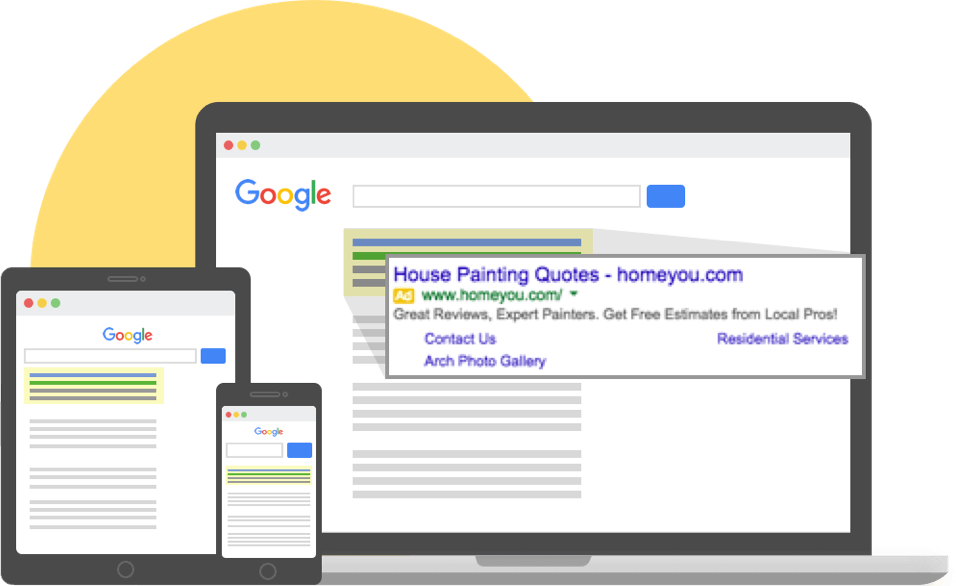 Google
House Painting Quotes - homeyou.com
Ad www.homeyou.com/
Great Reviews, Expert Painters. Get Free Estimates from Local Pros!
Contact Us Residential Services
Arch Photo Gallery
Google
Google